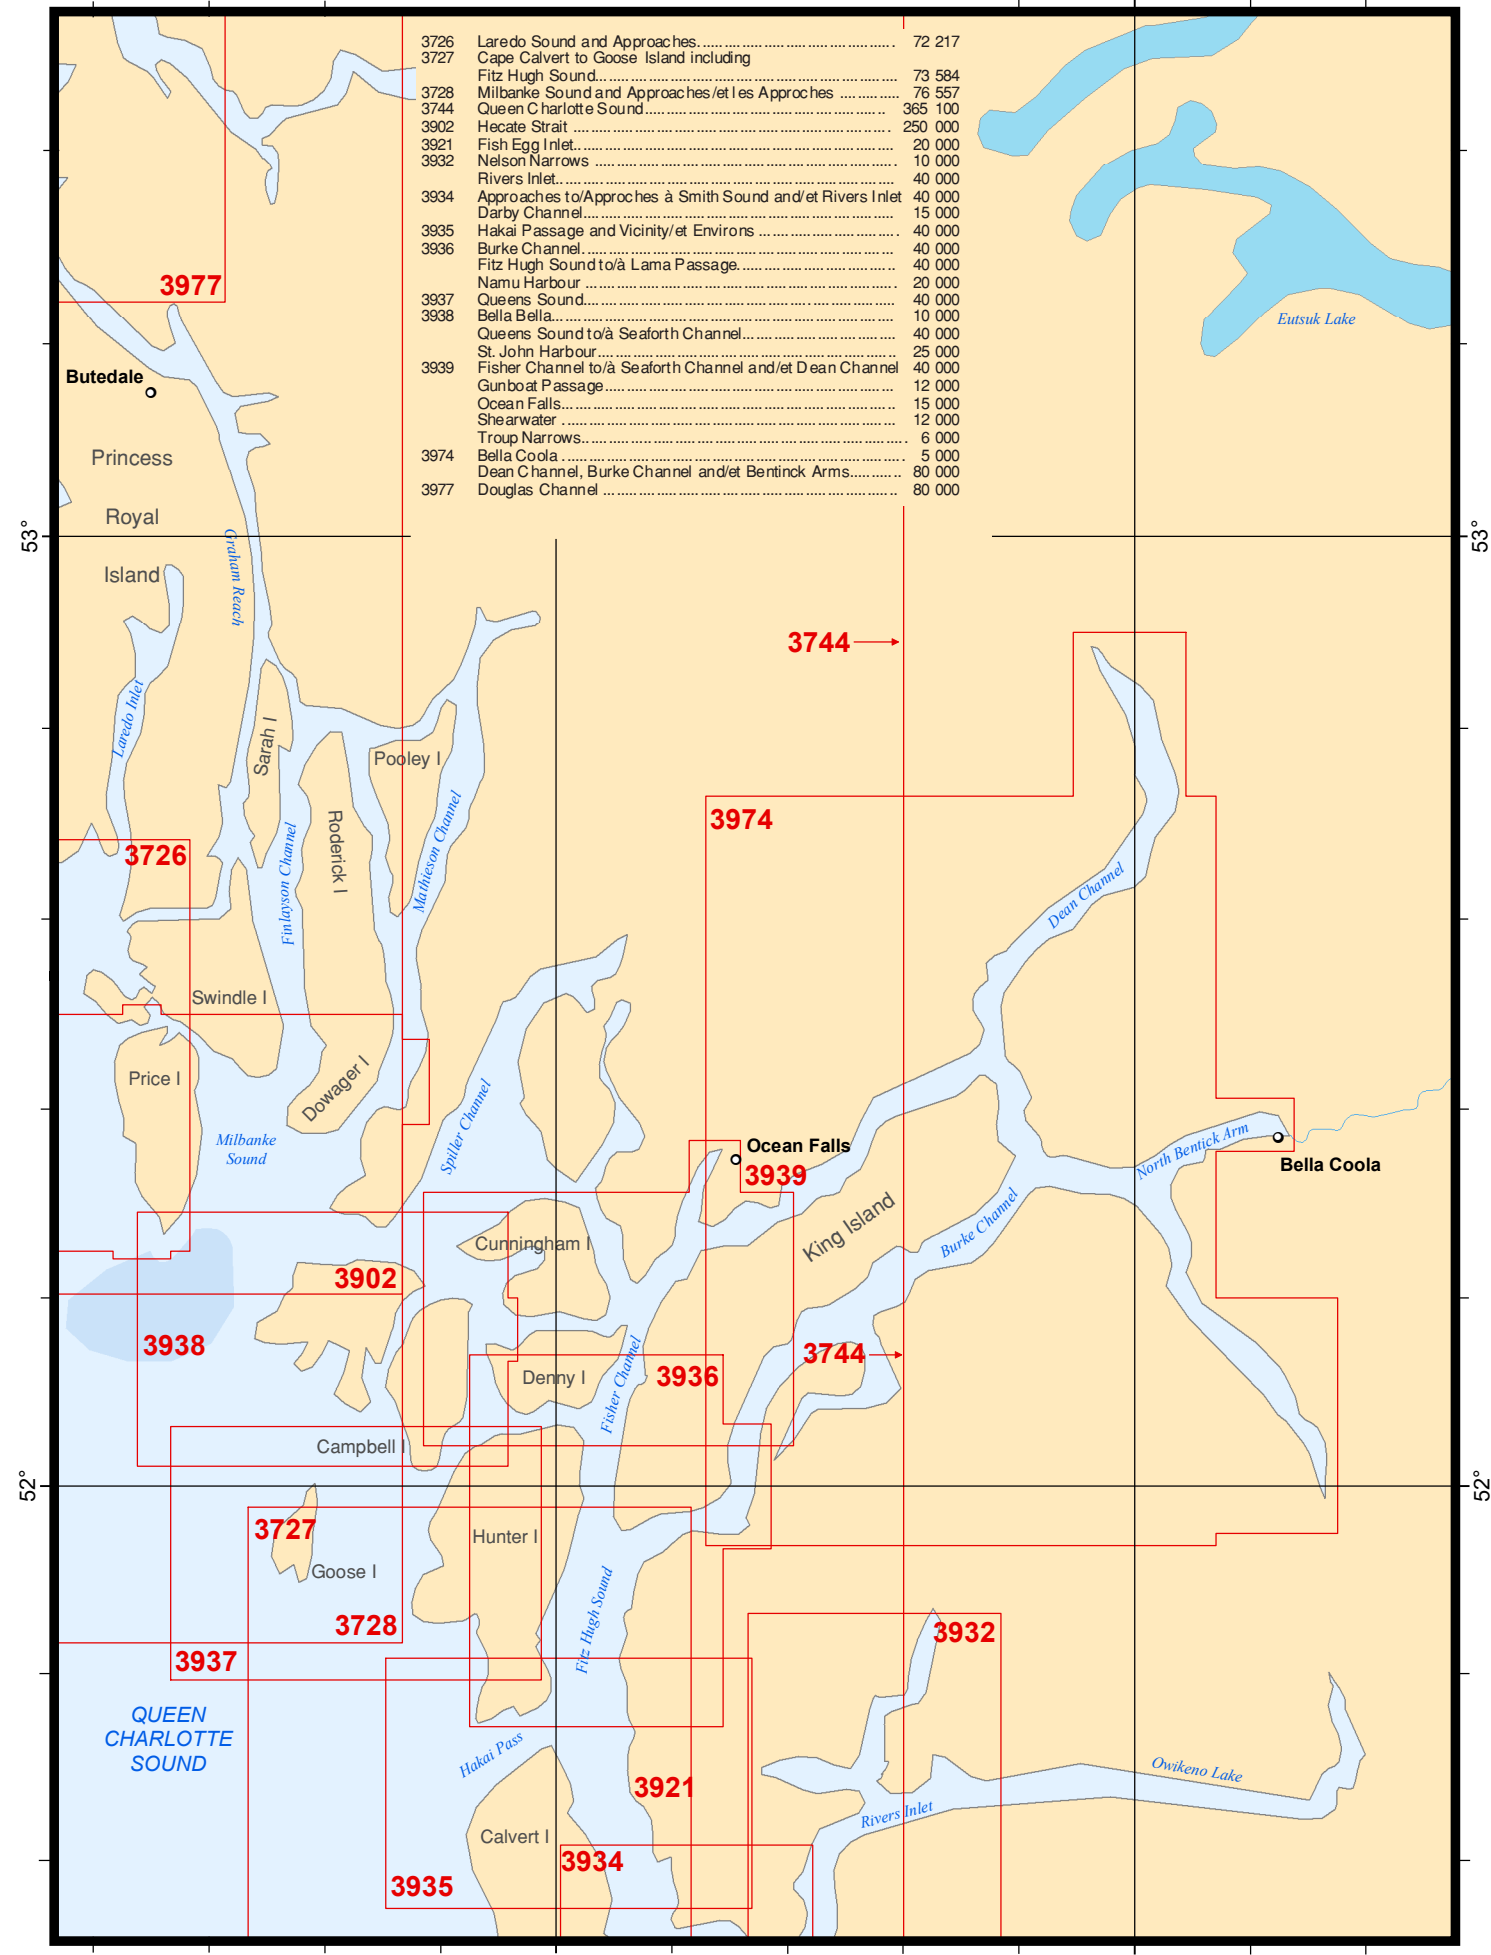 3726 Laredo Sound and Approaches 72 217
3727 Cape Calvert to Goose Island including
Fitz Hugh Sound 73 584
3728 Milbanke Sound and Approaches/et les Approches 76 557
3744 Queen Charlotte Sound 365 100
3902 Hecate Strait 250 000
3921 Fish Egg Inlet 20 000
3932 Nelson Narrows 10 000
Rivers Inlet 40 000
3934 Approaches to/Approches à Smith Sound and/et Rivers Inlet 40 000
Darby Channel 15 000
3935 Hakai Passage and Vicinity/et Environs 40 000
3936 Burke Channel 40 000
Fitz Hugh Sound to/à Lama Passage 40 000
Namu Harbour 20 000
3937 Queens Sound 40 000
3938 Bella Bella 10 000
Queens Sound to/à Seaforth Channel 40 000
St. John Harbour 25 000
3939 Fisher Channel to/à Seaforth Channel and/et Dean Channel 40 000
Gunboat Passage 12 000
Ocean Falls 15 000
Shearwater 12 000
Troup Narrows 6 000
3974 Bella Coola 5 000
Dean Channel, Burke Channel and/et Bentinck Arms 80 000
3977 Douglas Channel 80 000
3977
Eutsuk Lake
Butedale
Princess
Royal
Island
53°
53°
Graham Reach
Laredo Inlet
3744
Sarah I
Pooley I
Roderick I
Mathieson Channel
Finlayson Channel
3726
3974
Dean Channel
Swindle I
Price I
Dowager I
Milbanke
Sound
Spiller Channel
Ocean Falls
3939
North Bentick Arm
Bella Coola
King Island
Burke Channel
Cunningham I
3902
3938
3744
Denny I
3936
Fisher Channel
Campbell I
52°
52°
3727
Goose I
Hunter I
Fitz Hugh Sound
3728
3937
3932
QUEEN
CHARLOTTE
SOUND
Hakai Pass
3921
Owikeno Lake
Rivers Inlet
Calvert I
3934
3935